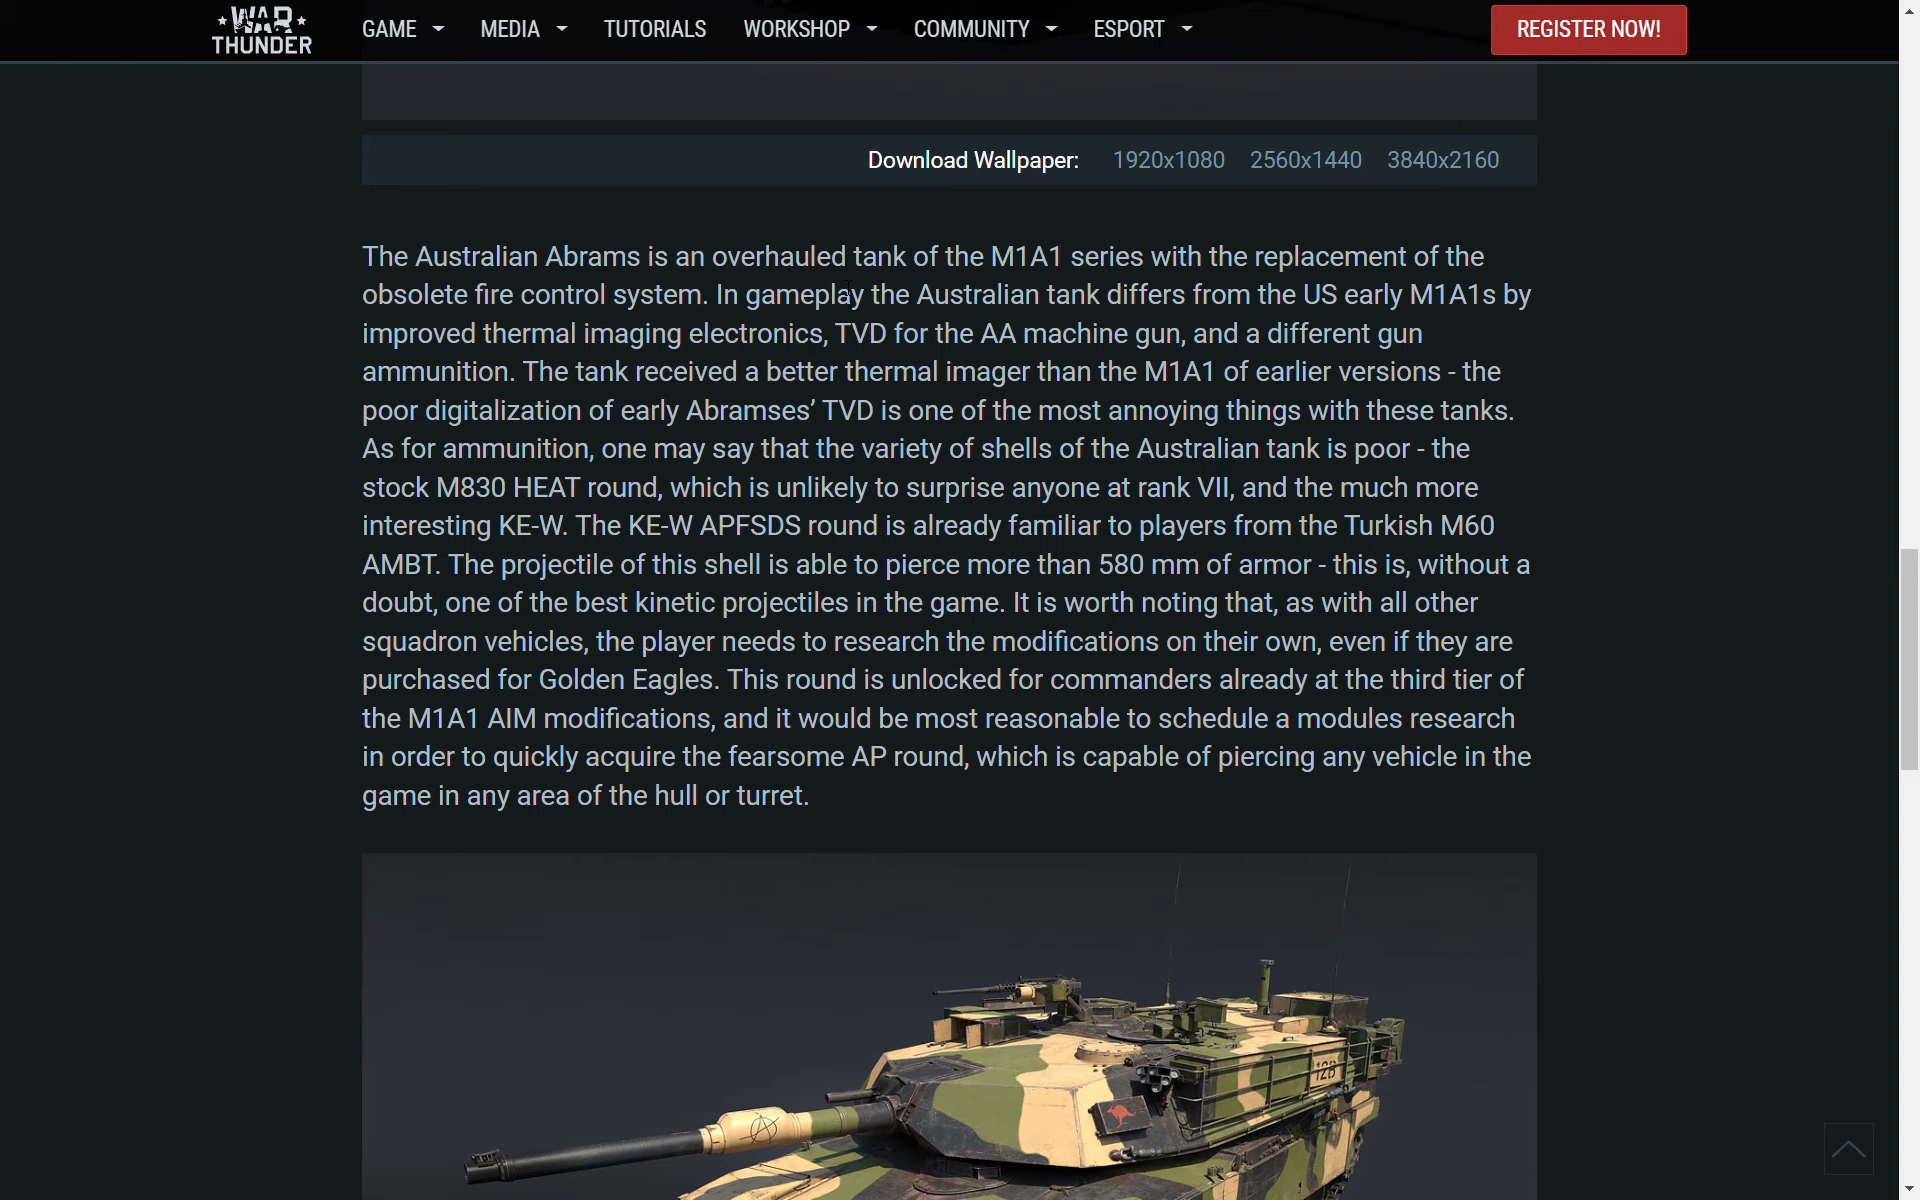 WAR
THUNDER
GAME
MEDIA
TUTORIALS
WORKSHOP
COMMUNITY
ESPORT
REGISTER NOW!
Download Wallpaper: 1920x1080 2560x1440 3840x2160
The Australian Abrams is an overhauled tank of the M1A1 series with the replacement of the
obsolete fire control system. In gameplay the Australian tank differs from the US early M1A1s by
improved thermal imaging electronics, TVD for the AA machine gun, and a different gun
ammunition. The tank received a better thermal imager than the M1A1 of earlier versions - the
poor digitalization of early Abramses’ TVD is one of the most annoying things with these tanks.
As for ammunition, one may say that the variety of shells of the Australian tank is poor - the
stock M830 HEAT round, which is unlikely to surprise anyone at rank VII, and the much more
interesting KE-W. The KE-W APFSDS round is already familiar to players from the Turkish M60
AMBT. The projectile of this shell is able to pierce more than 580 mm of armor - this is, without a
doubt, one of the best kinetic projectiles in the game. It is worth noting that, as with all other
squadron vehicles, the player needs to research the modifications on their own, even if they are
purchased for Golden Eagles. This round is unlocked for commanders already at the third tier of
the M1A1 AIM modifications, and it would be most reasonable to schedule a modules research
in order to quickly acquire the fearsome AP round, which is capable of piercing any vehicle in the
game in any area of the hull or turret.
12B